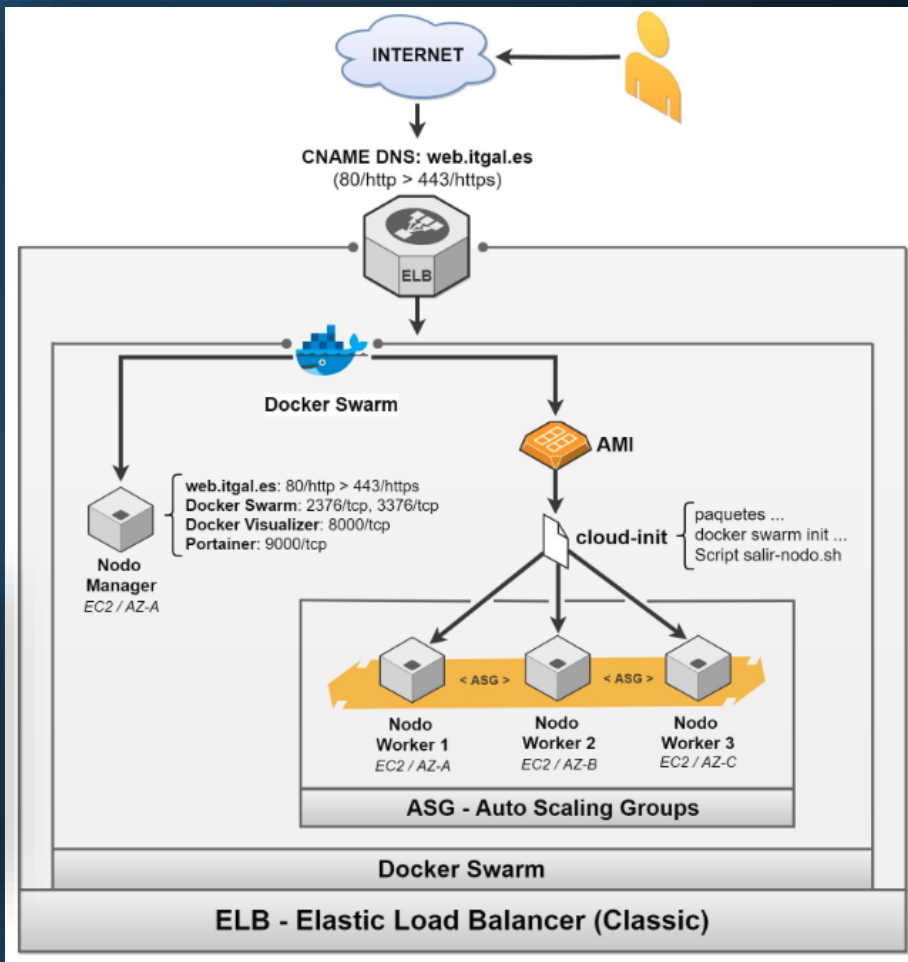 INTERNET
CNAME DNS: web.itgal.es
(80/http > 443/https)
ELB
Docker Swarm
AMI
web.itgal.es: 80/http > 443/https
Docker Swarm: 2376/tcp, 3376/tcp
Docker Visualizer: 8000/tcp
Portainer: 9000/tcp
Nodo
Manager
EC2 / AZ-A
cloud-init
paquetes ...
docker swarm init ...
Script salir-nodo.sh
< ASG >
< ASG >
Nodo
Worker 1
EC2 / AZ-A
Nodo
Worker 2
EC2 / AZ-B
Nodo
Worker 3
EC2 / AZ-C
ASG - Auto Scaling Groups
Docker Swarm
ELB - Elastic Load Balancer (Classic)